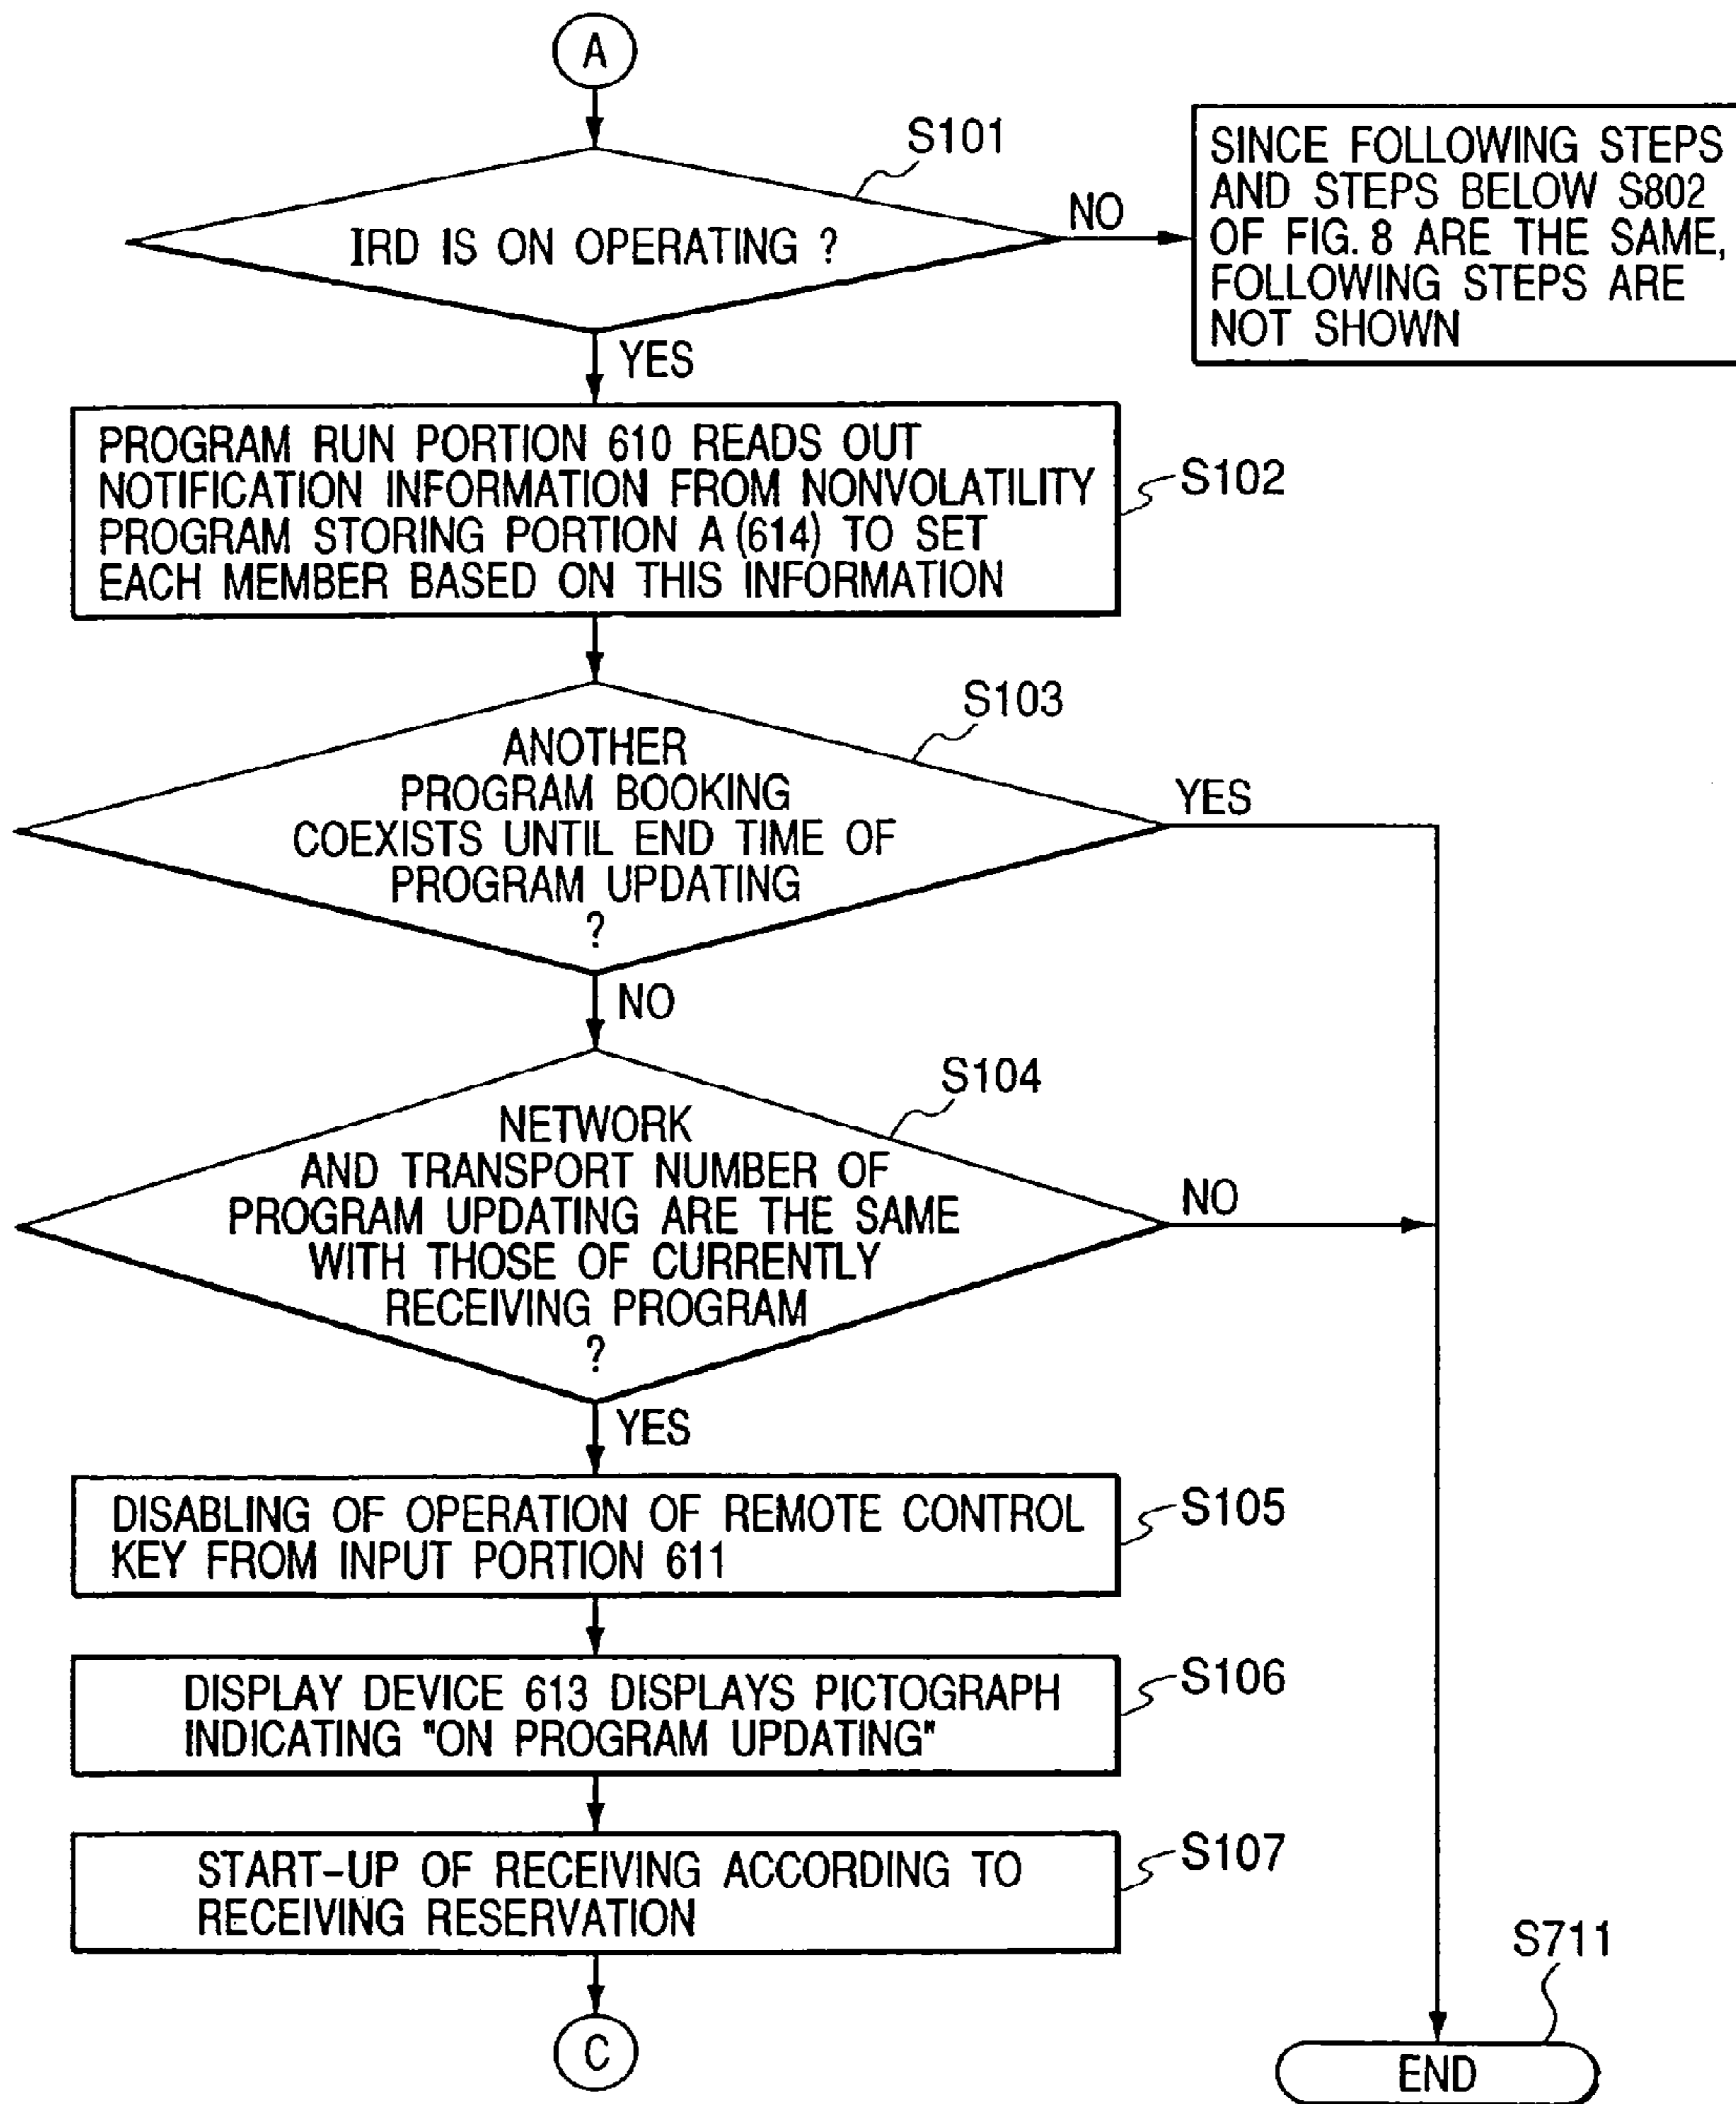 A
S101
IRD IS ON OPERATING ?
NO
SINCE FOLLOWING STEPS
AND STEPS BELOW S802
OF FIG. 8 ARE THE SAME,
FOLLOWING STEPS ARE
NOT SHOWN
YES
PROGRAM RUN PORTION 610 READS OUT
NOTIFICATION INFORMATION FROM NONVOLATILITY
PROGRAM STORING PORTION A (614) TO SET
EACH MEMBER BASED ON THIS INFORMATION
S102
S103
ANOTHER
PROGRAM BOOKING
COEXISTS UNTIL END TIME OF
PROGRAM UPDATING
?
YES
NO
S104
NETWORK
AND TRANSPORT NUMBER OF
PROGRAM UPDATING ARE THE SAME
WITH THOSE OF CURRENTLY
RECEIVING PROGRAM
?
NO
YES
DISABLING OF OPERATION OF REMOTE CONTROL
KEY FROM INPUT PORTION 611
S105
DISPLAY DEVICE 613 DISPLAYS PICTOGRAPH
INDICATING "ON PROGRAM UPDATING"
S106
START-UP OF RECEIVING ACCORDING TO
RECEIVING RESERVATION
S107
C
S711
END